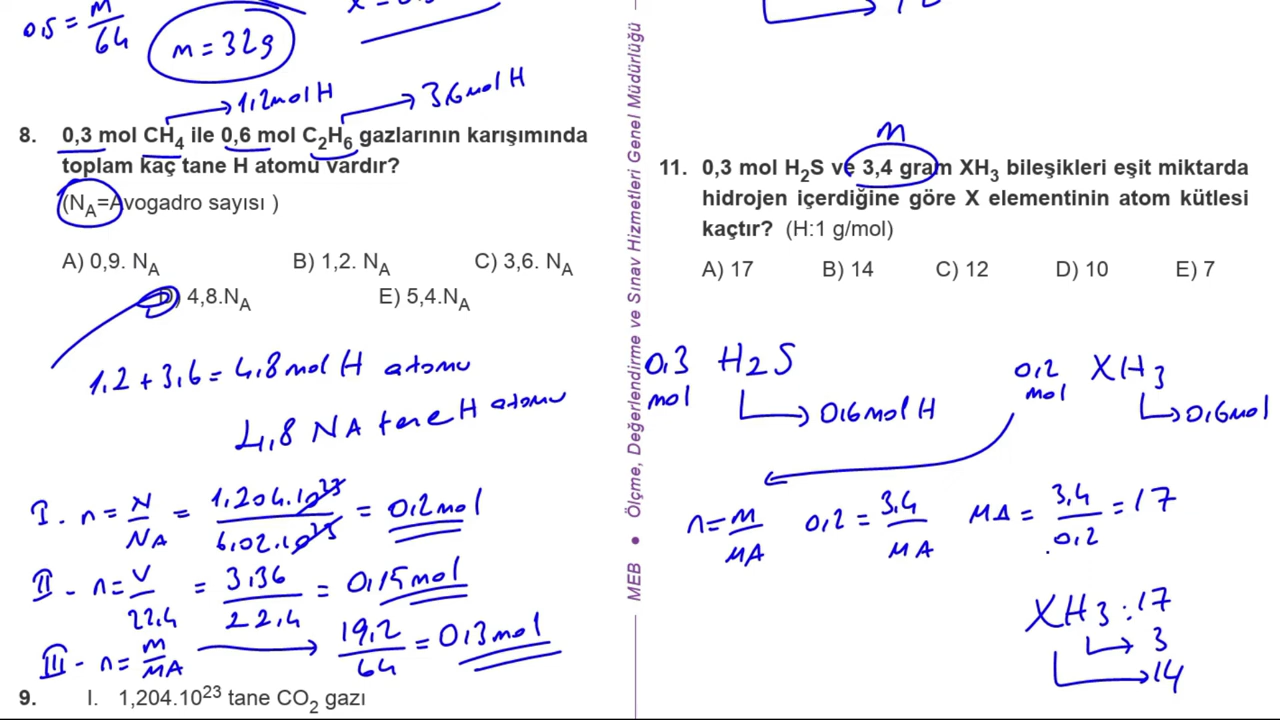 0,5 = m/64
m = 32g
1,2 mol H
3,6 mol H
8. 0,3 mol CH4 ile 0,6 mol C2H6 gazlarının karışımında
toplam kaç tane H atomu vardır?
(NA=Avogadro sayısı )
A) 0,9. NA B) 1,2. NA C) 3,6. NA
D) 4,8.NA E) 5,4.NA
1,2 + 3,6 = 4,8 mol H atomu
4,8 NA tane H atomu
I. n = N/NA = 1,204.10^23/6,02.10^23 = 0,2 mol
II - n = V/22,4 = 3,36/22,4 = 0,15 mol
III - n = m/MA → 19,2/64 = 0,3 mol
9. I. 1,204.10^23 tane CO2 gazı
MEB • Ölçme, Değerlendirme ve Sınav Hizmetleri Genel Müdürlüğü
m
11. 0,3 mol H2S ve 3,4 gram XH3 bileşikleri eşit miktarda
hidrojen içerdiğine göre X elementinin atom kütlesi
kaçtır? (H:1 g/mol)
A) 17 B) 14 C) 12 D) 10 E) 7
0,3 mol H2S
0,6 mol H
0,2 mol XH3
0,6 mol
n = m/MA 0,2 = 3,4/MA MA = 3,4/0,2 = 17
XH3 : 17
3
14